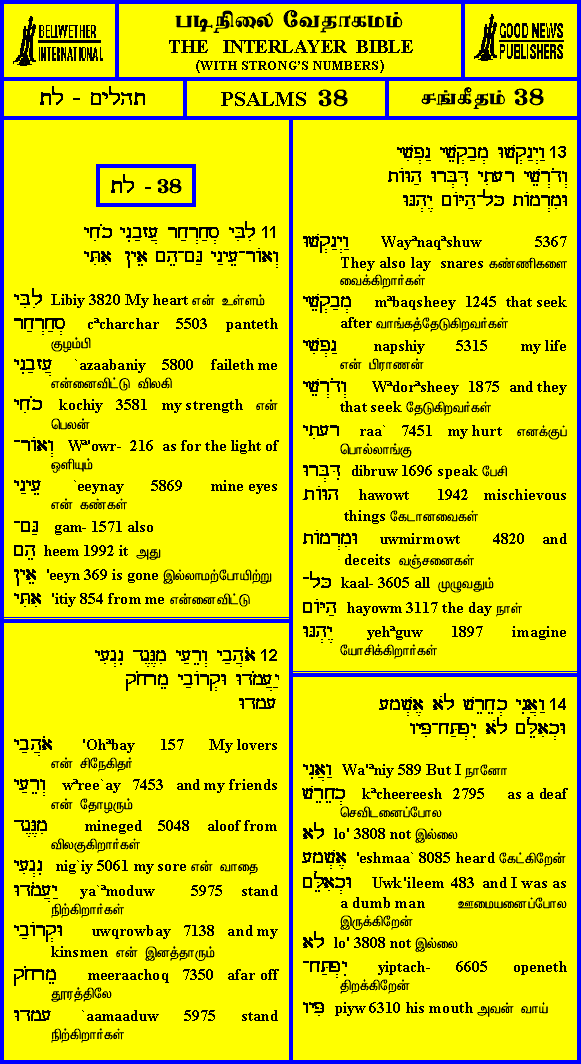 BELLWETHER
INTERNATIONAL
படிநிலை வேதாகமம்
THE INTERLAYER BIBLE
(WITH STRONG'S NUMBERS)
GOOD NEWS
PUBLISHERS
תהלים - לח
PSALMS 38
சங்கீதம் 38
לח - 38
11 לִבִּי סְחַרְחַר עֲזָבַנִי כֹחִי
וְאוֹר־עֵינַי גַּם־הֵם אֵין אִתִּי
לִבִּי Libiy 3820 My heart என் உள்ளம்
סְחַרְחַר cªcharchar 5503 panteth
குழம்பி
עֲזָבַנִי `azaabaniy 5800 faileth me
என்னைவிட்டு விலகி
כֹחִי kochiy 3581 my strength என்
பெலன்
וְאוֹר־ Wª'owr- 216 as for the light of
ஒளியும்
עֵינַי `eeynay 5869 mine eyes
என் கண்கள்
גַּם־ gam- 1571 also
הֵם heem 1992 it அது
אֵין 'eeyn 369 is gone இல்லாமற்போயிற்று
אִתִּי 'itiy 854 from me என்னைவிட்டு
12 אֹהֲבַי וְרֵעַי מִנֶּגֶד נִגְעִי
יַעֲמֹדוּ וּקְרוֹבַי מֵרָחֹק
עָמָדוּ
אֹהֲבַי 'Ohªbay 157 My lovers
என் சிநேகிதர்
וְרֵעַי wªree`ay 7453 and my friends
என் தோழரும்
מִנֶּגֶד mineged 5048 aloof from
விலகுகிறார்கள்
נִגְעִי nig`iy 5061 my sore என் வாதை
יַעֲמֹדוּ ya`ªmoduw 5975 stand
நிற்கிறார்கள்
וּקְרוֹבַי uwqrowbay 7138 and my
kinsmen என் இனத்தாரும்
מֵרָחֹק meeraachoq 7350 afar off
தூரத்திலே
עָמָדוּ `aamaaduw 5975 stand
நிற்கிறார்கள்
13 וַיְנַקְשׁוּ מְבַקְשֵׁי נַפְשִׁי
וְדֹרְשֵׁי רָעָתִי דִּבְּרוּ הַוּוֹת
וּמִרְמוֹת כָּל־הַיּוֹם יֶהְגּוּ
וַיְנַקְשׁוּ Wayªnaqªshuw 5367
They also lay snares கண்ணிகளை
வைக்கிறார்கள்
מְבַקְשֵׁי mªbaqsheey 1245 that seek
after வாங்கத்தேடுகிறவர்கள்
נַפְשִׁי napshiy 5315 my life
என் பிராணன்
וְדֹרְשֵׁי Wªdorªsheey 1875 and they
that seek தேடுகிறவர்கள்
רָעָתִי raa` 7451 my hurt எனக்குப்
பொல்லாங்கு
דִּבְּרוּ dibruw 1696 speak பேசி
הַוּוֹת hawowt 1942 mischievous
things கேடானவைகள்
וּמִרְמוֹת uwmirmowt 4820 and
deceits வஞ்சனைகள்
כָּל־ kaal- 3605 all முழுவதும்
הַיּוֹם hayowm 3117 the day நாள்
יֶהְגּוּ yehªguw 1897 imagine
யோசிக்கிறார்கள்
14 וַאֲנִי כְחֵרֵשׁ לֹא אֶשְׁמָע
וּכְאִלֵּם לֹא יִפְתַּח־פִּיו
וַאֲנִי Wa'ªniy 589 But I நானோ
כְחֵרֵשׁ kªcheereesh 2795 as a deaf
செவிடனைப்போல
לֹא lo' 3808 not இல்லை
אֶשְׁמָע 'eshmaa` 8085 heard கேட்கிறேன்
וּכְאִלֵּם Uwk'ileem 483 and I was as
a dumb man ஊமையனைப்போல
இருக்கிறேன்
לֹא lo' 3808 not இல்லை
יִפְתַּח־ yiptach- 6605 openeth
திறக்கிறேன்
פִּיו piyw 6310 his mouth அவன் வாய்